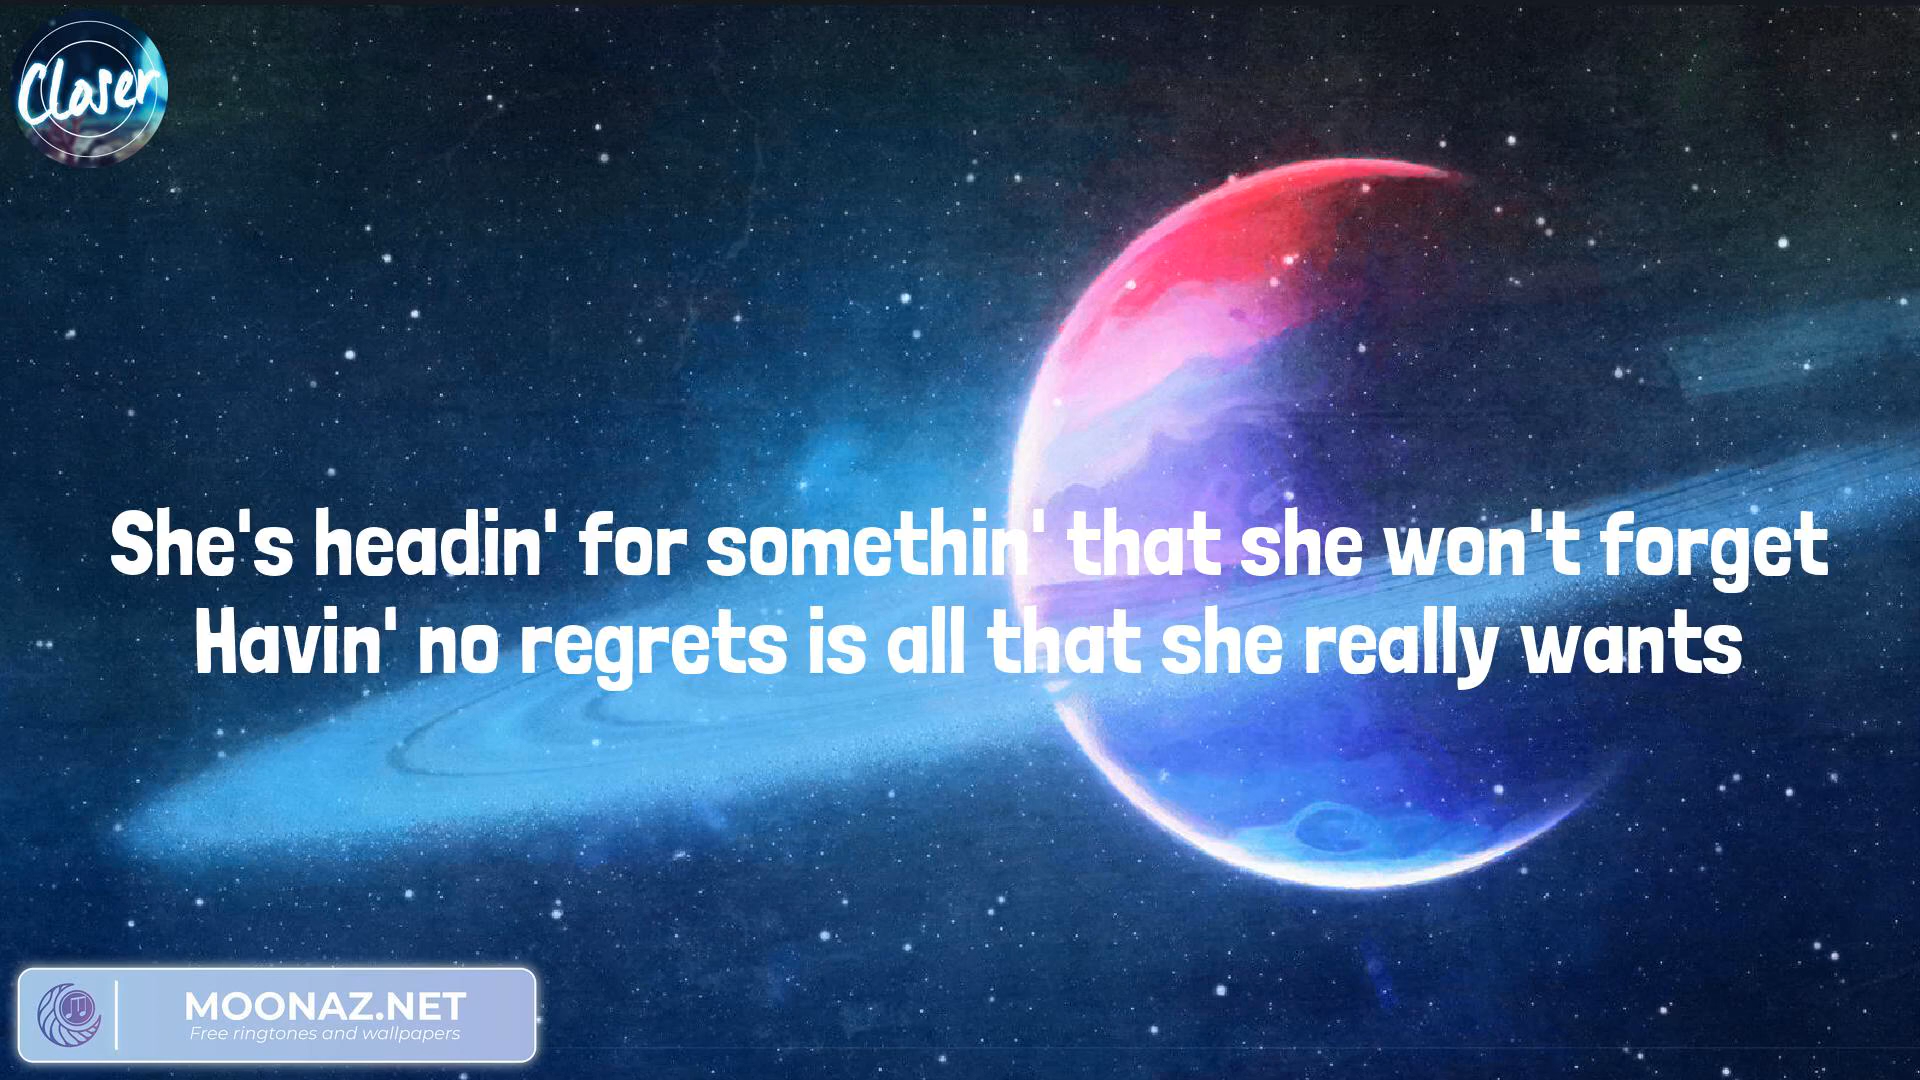 Closer
She's headin' for somethin' that she won't forget
Havin' no regrets is all that she really wants
MOONAZ.NET
Free ringtones and wallpapers